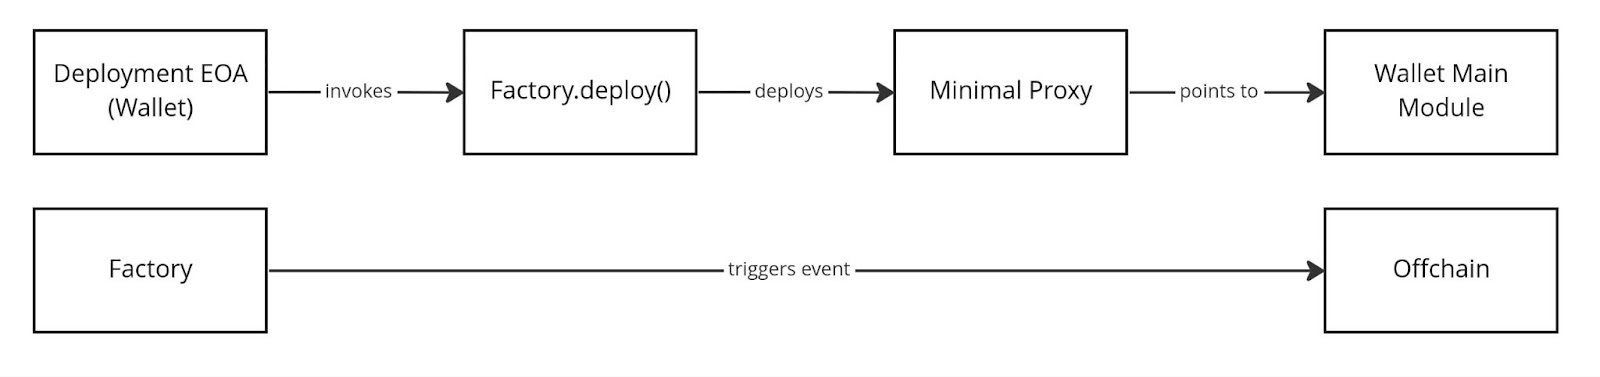 Deployment EOA
(Wallet)
invokes
Factory.deploy()
deploys
Minimal Proxy
points to
Wallet Main
Module
Factory
triggers event
Offchain